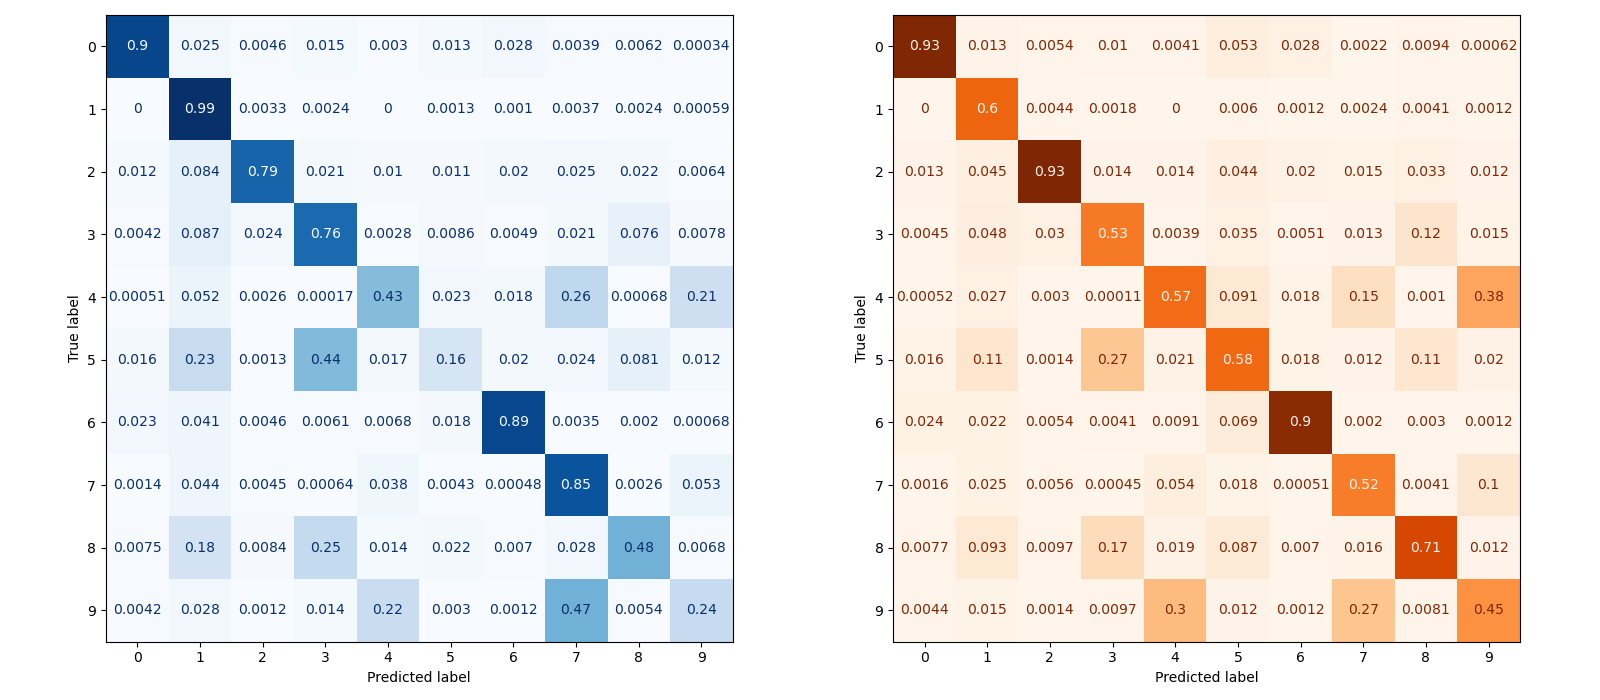 0 0.9 0.025 0.0046 0.015 0.003 0.013 0.028 0.0039 0.0062 0.00034
1 0 0.99 0.0033 0.0024 0 0.0013 0.001 0.0037 0.0024 0.00059
2 0.012 0.084 0.79 0.021 0.01 0.011 0.02 0.025 0.022 0.0064
3 0.0042 0.087 0.024 0.76 0.0028 0.0086 0.0049 0.021 0.076 0.0078
4 0.00051 0.052 0.0026 0.00017 0.43 0.023 0.018 0.26 0.00068 0.21
5 0.016 0.23 0.0013 0.44 0.017 0.16 0.02 0.024 0.081 0.012
6 0.023 0.041 0.0046 0.0061 0.0068 0.018 0.89 0.0035 0.002 0.00068
7 0.0014 0.044 0.0045 0.00064 0.038 0.0043 0.00048 0.85 0.0026 0.053
8 0.0075 0.18 0.0084 0.25 0.014 0.022 0.007 0.028 0.48 0.0068
9 0.0042 0.028 0.0012 0.014 0.22 0.003 0.0012 0.47 0.0054 0.24
0 1 2 3 4 5 6 7 8 9
Predicted label
True label
0 0.93 0.013 0.0054 0.01 0.0041 0.053 0.028 0.0022 0.0094 0.00062
1 0 0.6 0.0044 0.0018 0 0.006 0.0012 0.0024 0.0041 0.0012
2 0.013 0.045 0.93 0.014 0.014 0.044 0.02 0.015 0.033 0.012
3 0.0045 0.048 0.03 0.53 0.0039 0.035 0.0051 0.013 0.12 0.015
4 0.00052 0.027 0.003 0.00011 0.57 0.091 0.018 0.15 0.001 0.38
5 0.016 0.11 0.0014 0.27 0.021 0.58 0.018 0.012 0.11 0.02
6 0.024 0.022 0.0054 0.0041 0.0091 0.069 0.9 0.002 0.003 0.0012
7 0.0016 0.025 0.0056 0.00045 0.054 0.018 0.00051 0.52 0.0041 0.1
8 0.0077 0.093 0.0097 0.17 0.019 0.087 0.007 0.016 0.71 0.012
9 0.0044 0.015 0.0014 0.0097 0.3 0.012 0.0012 0.27 0.0081 0.45
0 1 2 3 4 5 6 7 8 9
Predicted label
True label